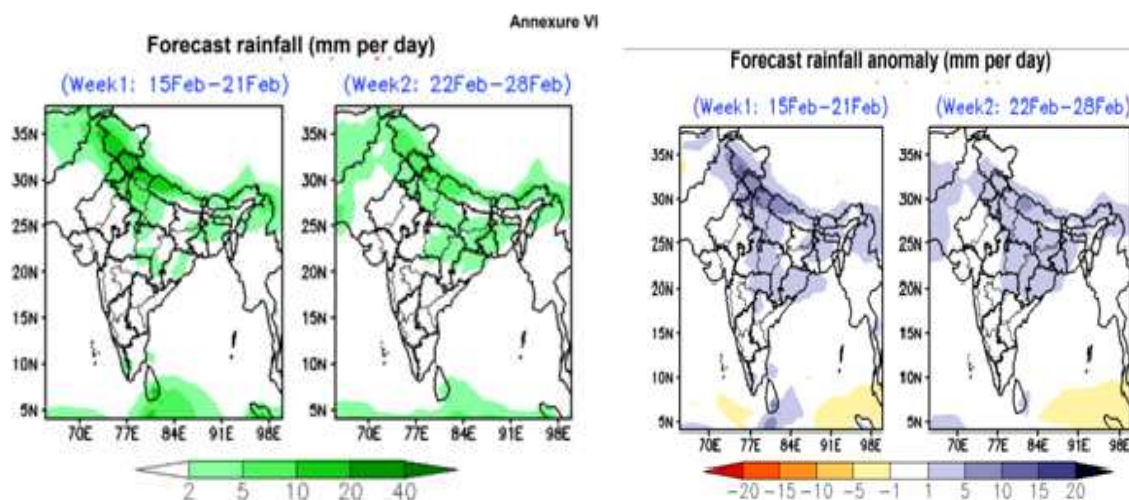 Annexure VI
Forecast rainfall (mm per day)
(Week1: 15Feb-21Feb) (Week2: 22Feb-28Feb)
35N
30N
25N
20N
15N
10N
5N
70E 77E 84E 91E 98E 70E 77E 84E 91E 98E
2 5 10 20 40
Forecast rainfall anomaly (mm per day)
(Week1: 15Feb-21Feb) (Week2: 22Feb-28Feb)
35N
30N
25N
20N
15N
10N
5N
70E 77E 84E 91E 98E 70E 77E 84E 91E 98E
-20 -15 -10 -5 -1 1 5 10 15 20